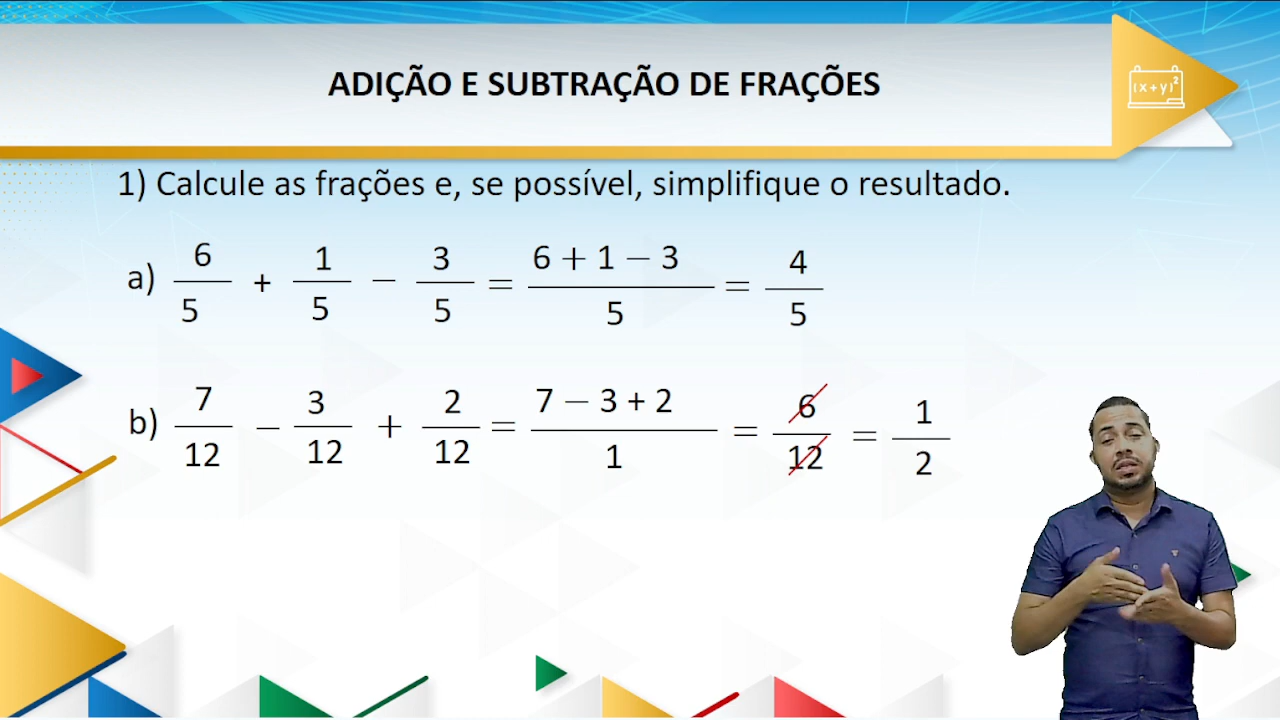 ADIÇÃO E SUBTRAÇÃO DE FRAÇÕES
(x+y)²
1) Calcule as frações e, se possível, simplifique o resultado.
a) 6/5 + 1/5 − 3/5 = (6 + 1 − 3)/5 = 4/5
b) 7/12 − 3/12 + 2/12 = (7 − 3 + 2)/1 = 6/12 = 1/2